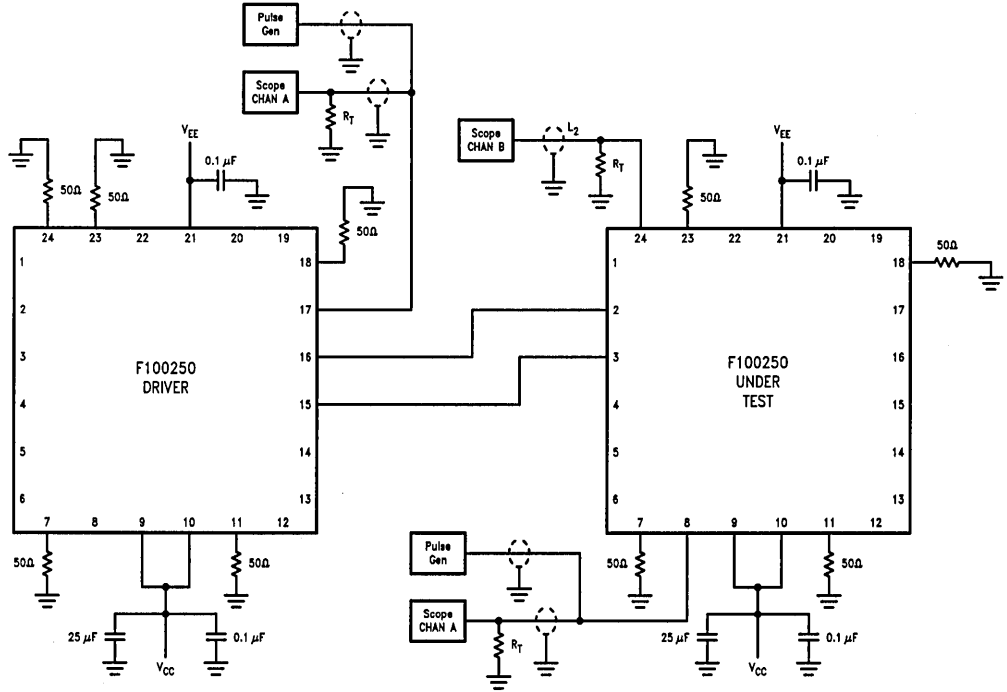 Pulse
Gen
Scope
CHAN A
R_T
Scope
CHAN B
L_2
R_T
V_EE
0.1 μF
50Ω
50Ω
50Ω
V_EE
0.1 μF
50Ω
50Ω
24 23 22 21 20 19
1 18
2 17
3 16
4 15
5 14
6 13
7 8 9 10 11 12
F100250
DRIVER
24 23 22 21 20 19
1 18
2 17
3 16
4 15
5 14
6 13
7 8 9 10 11 12
F100250
UNDER
TEST
50Ω
50Ω
25 μF
0.1 μF
V_CC
Pulse
Gen
Scope
CHAN A
R_T
50Ω
50Ω
25 μF
0.1 μF
V_CC